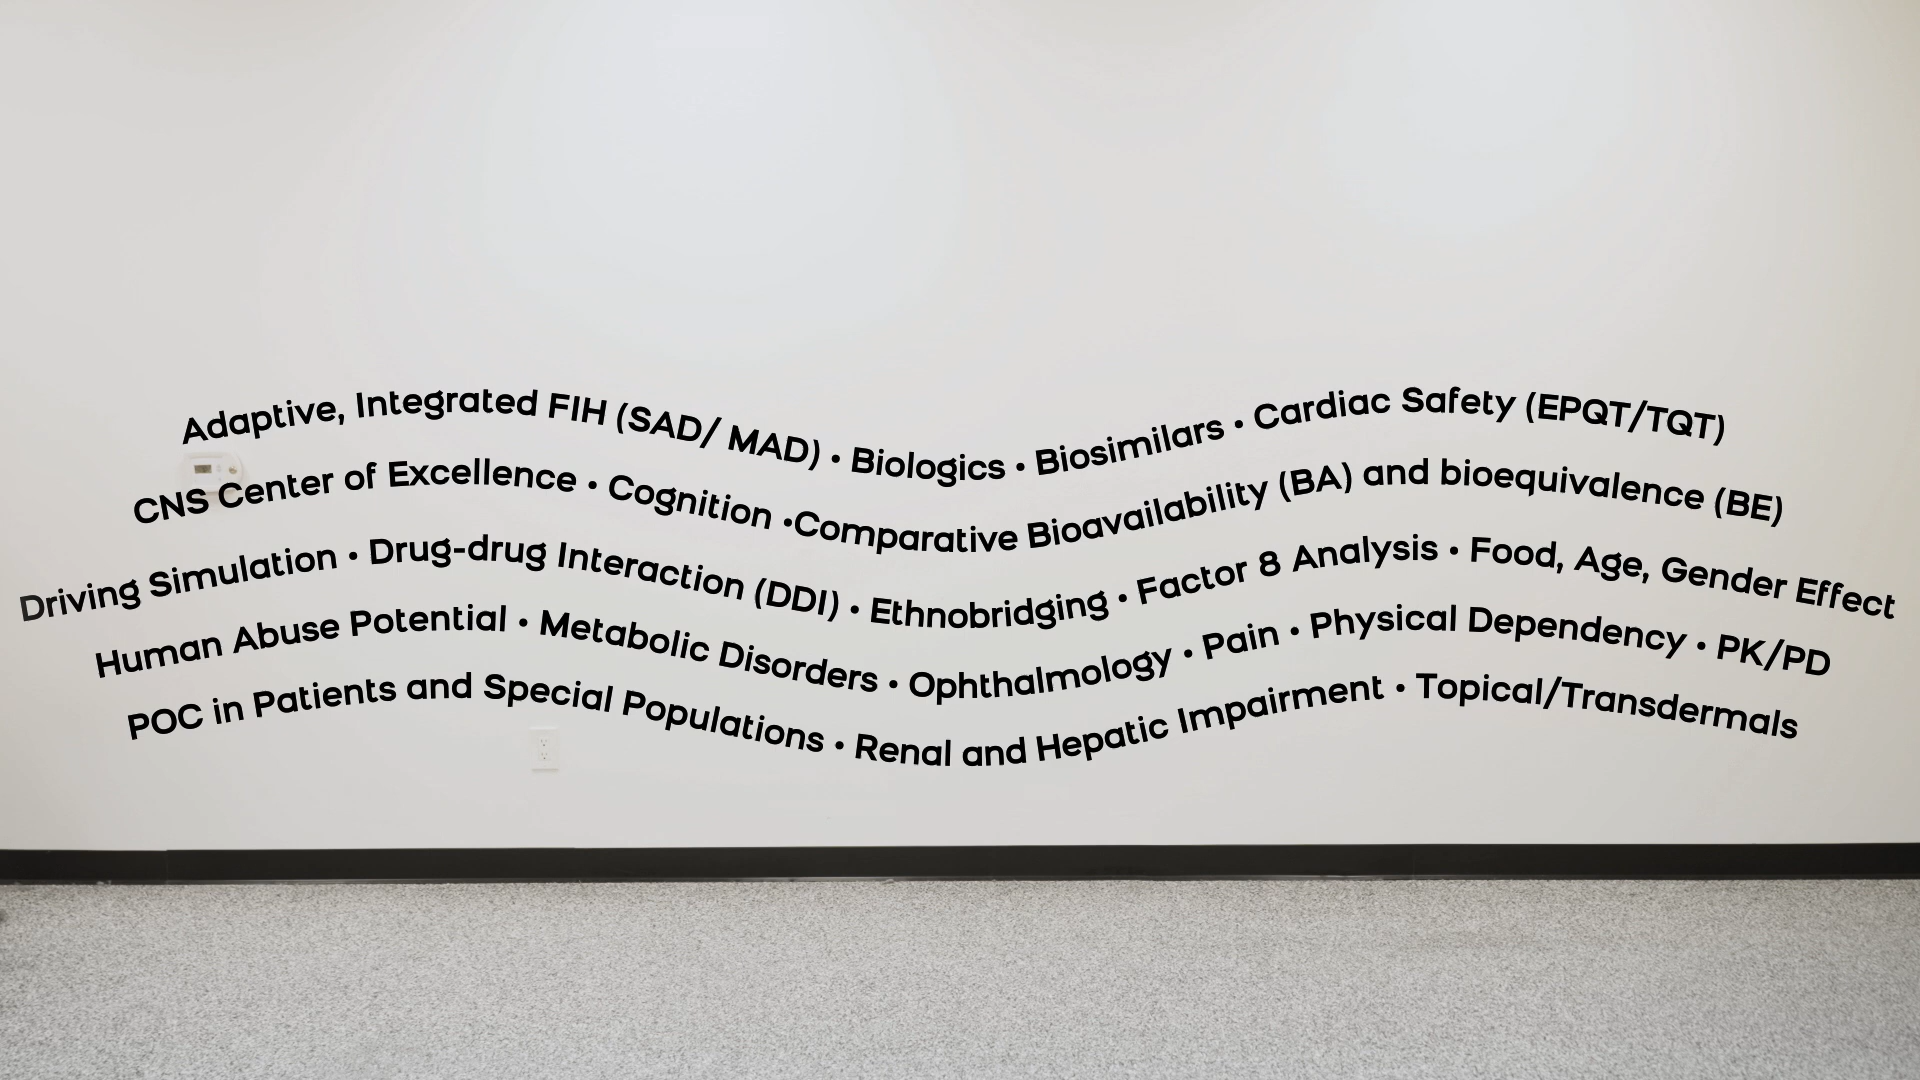 Adaptive, Integrated FIH (SAD/ MAD) • Biologics • Biosimilars • Cardiac Safety (EPQT/TQT)
CNS Center of Excellence • Cognition •Comparative Bioavailability (BA) and bioequivalence (BE)
Driving Simulation • Drug-drug Interaction (DDI) • Ethnobridging • Factor 8 Analysis • Food, Age, Gender Effect
Human Abuse Potential • Metabolic Disorders • Ophthalmology • Pain • Physical Dependency • PK/PD
POC in Patients and Special Populations • Renal and Hepatic Impairment • Topical/Transdermals